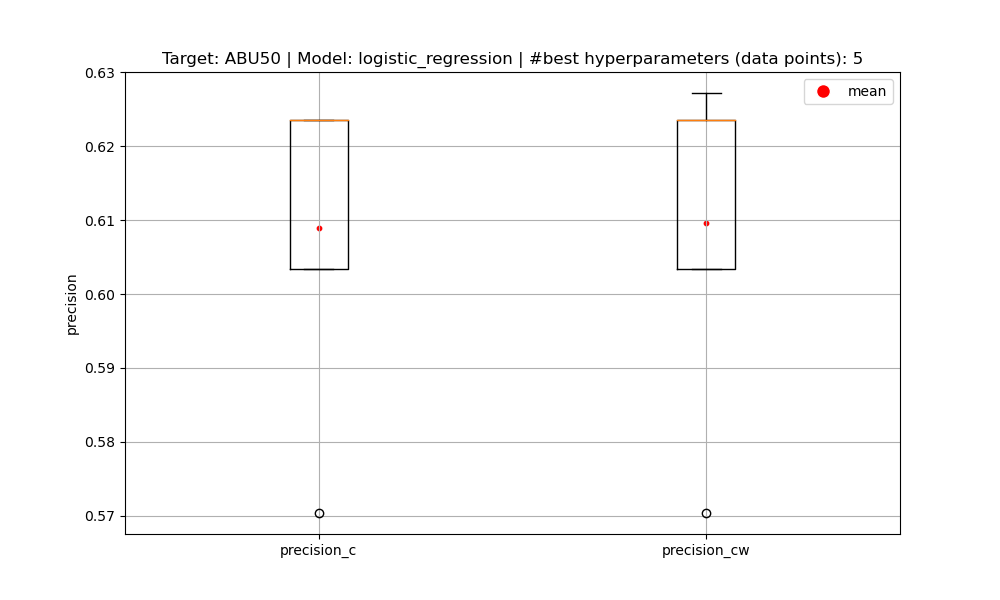 Target: ABU50 | Model: logistic_regression | #best hyperparameters (data points): 5
mean
precision
0.63
0.62
0.61
0.60
0.59
0.58
0.57
precision_c
precision_cw